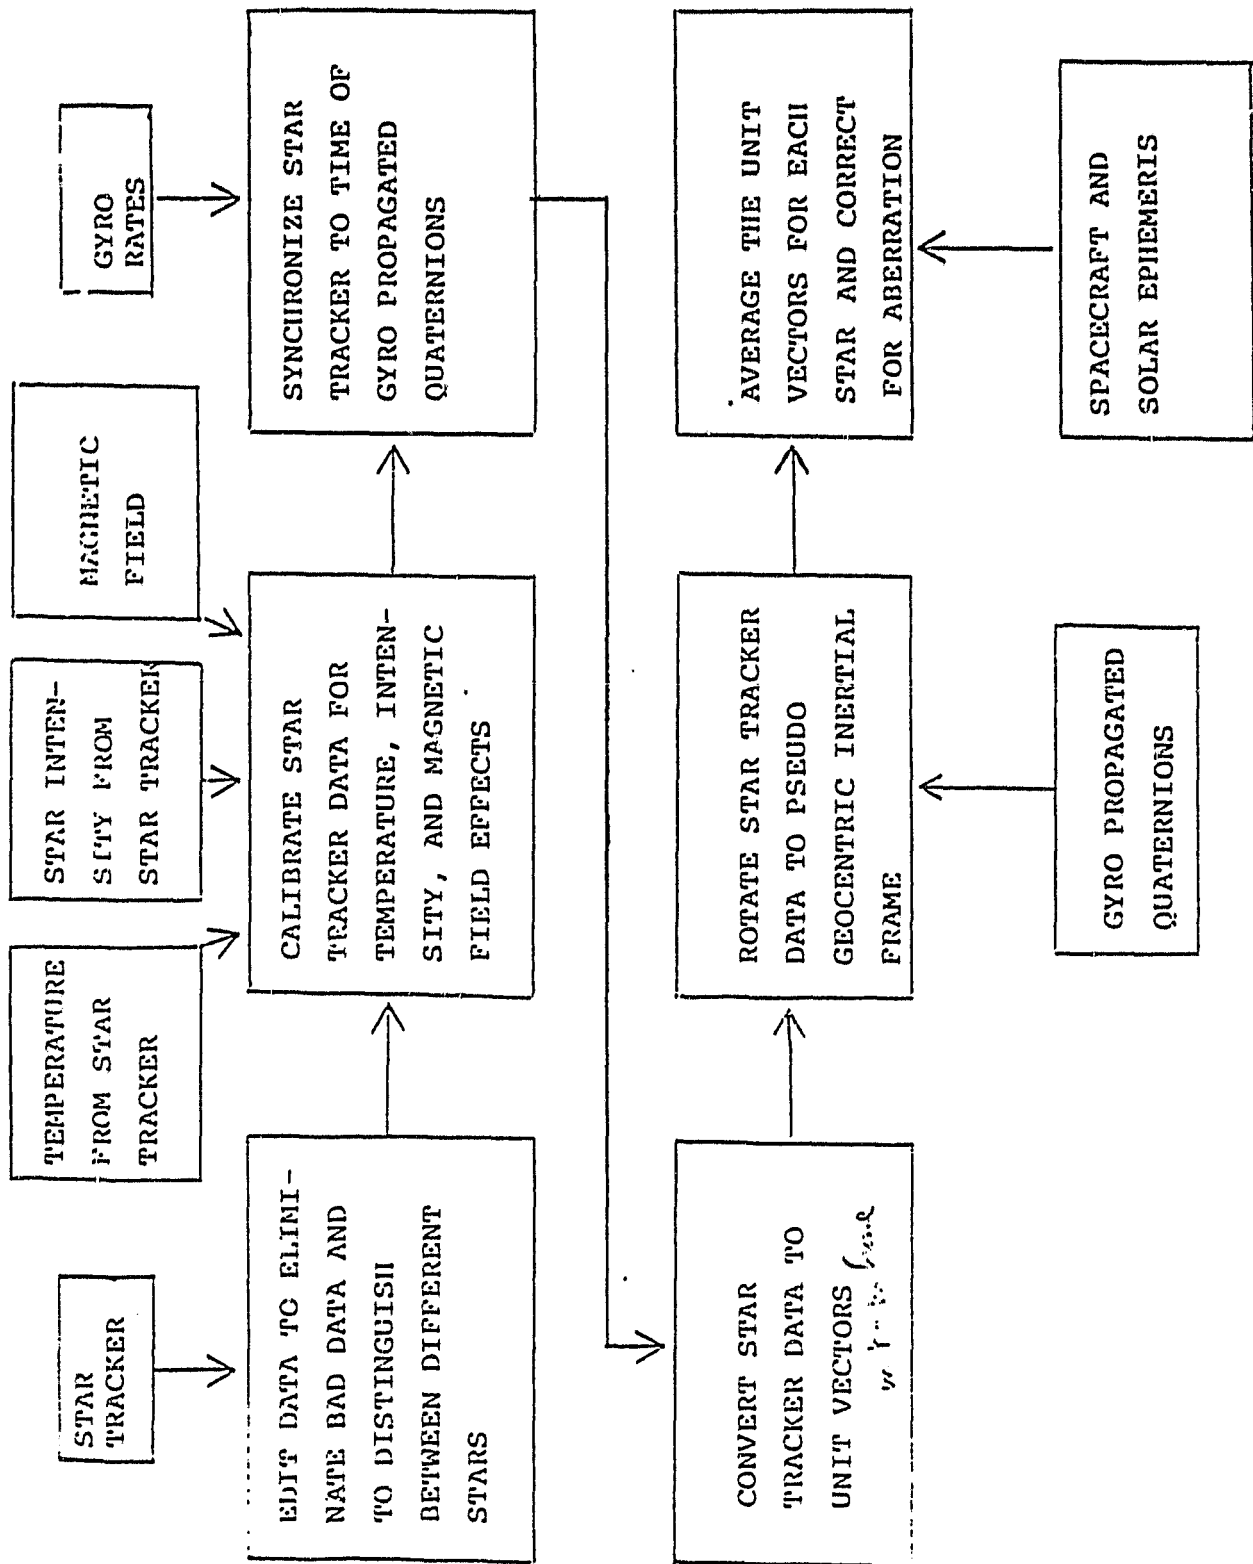 STAR
TRACKER
TEMPERATURE
FROM STAR
TRACKER
STAR INTEN-
SITY FROM
STAR TRACKER
MAGNETIC
FIELD
GYRO
RATES
EDIT DATA TO ELIMI-
NATE BAD DATA AND
TO DISTINGUISH
BETWEEN DIFFERENT
STARS
CALIBRATE STAR
TRACKER DATA FOR
TEMPERATURE, INTEN-
SITY, AND MAGNETIC
FIELD EFFECTS
SYNCHRONIZE STAR
TRACKER TO TIME OF
GYRO PROPAGATED
QUATERNIONS
CONVERT STAR
TRACKER DATA TO
UNIT VECTORS
ROTATE STAR TRACKER
DATA TO PSEUDO
GEOCENTRIC INERTIAL
FRAME
AVERAGE THE UNIT
VECTORS FOR EACH
STAR AND CORRECT
FOR ABERRATION
GYRO PROPAGATED
QUATERNIONS
SPACECRAFT AND
SOLAR EPHEMERIS